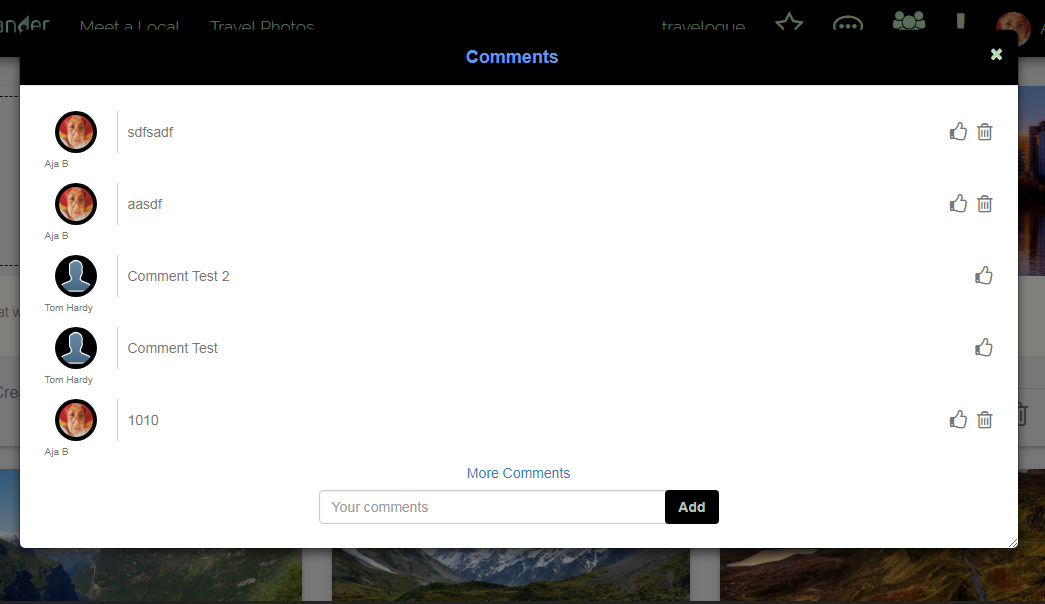 ander Meet a Local Travel Photos travelogue
Comments
sdfsadf
Aja B
aasdf
Aja B
Comment Test 2
Tom Hardy
Comment Test
Tom Hardy
1010
Aja B
More Comments
Your comments Add